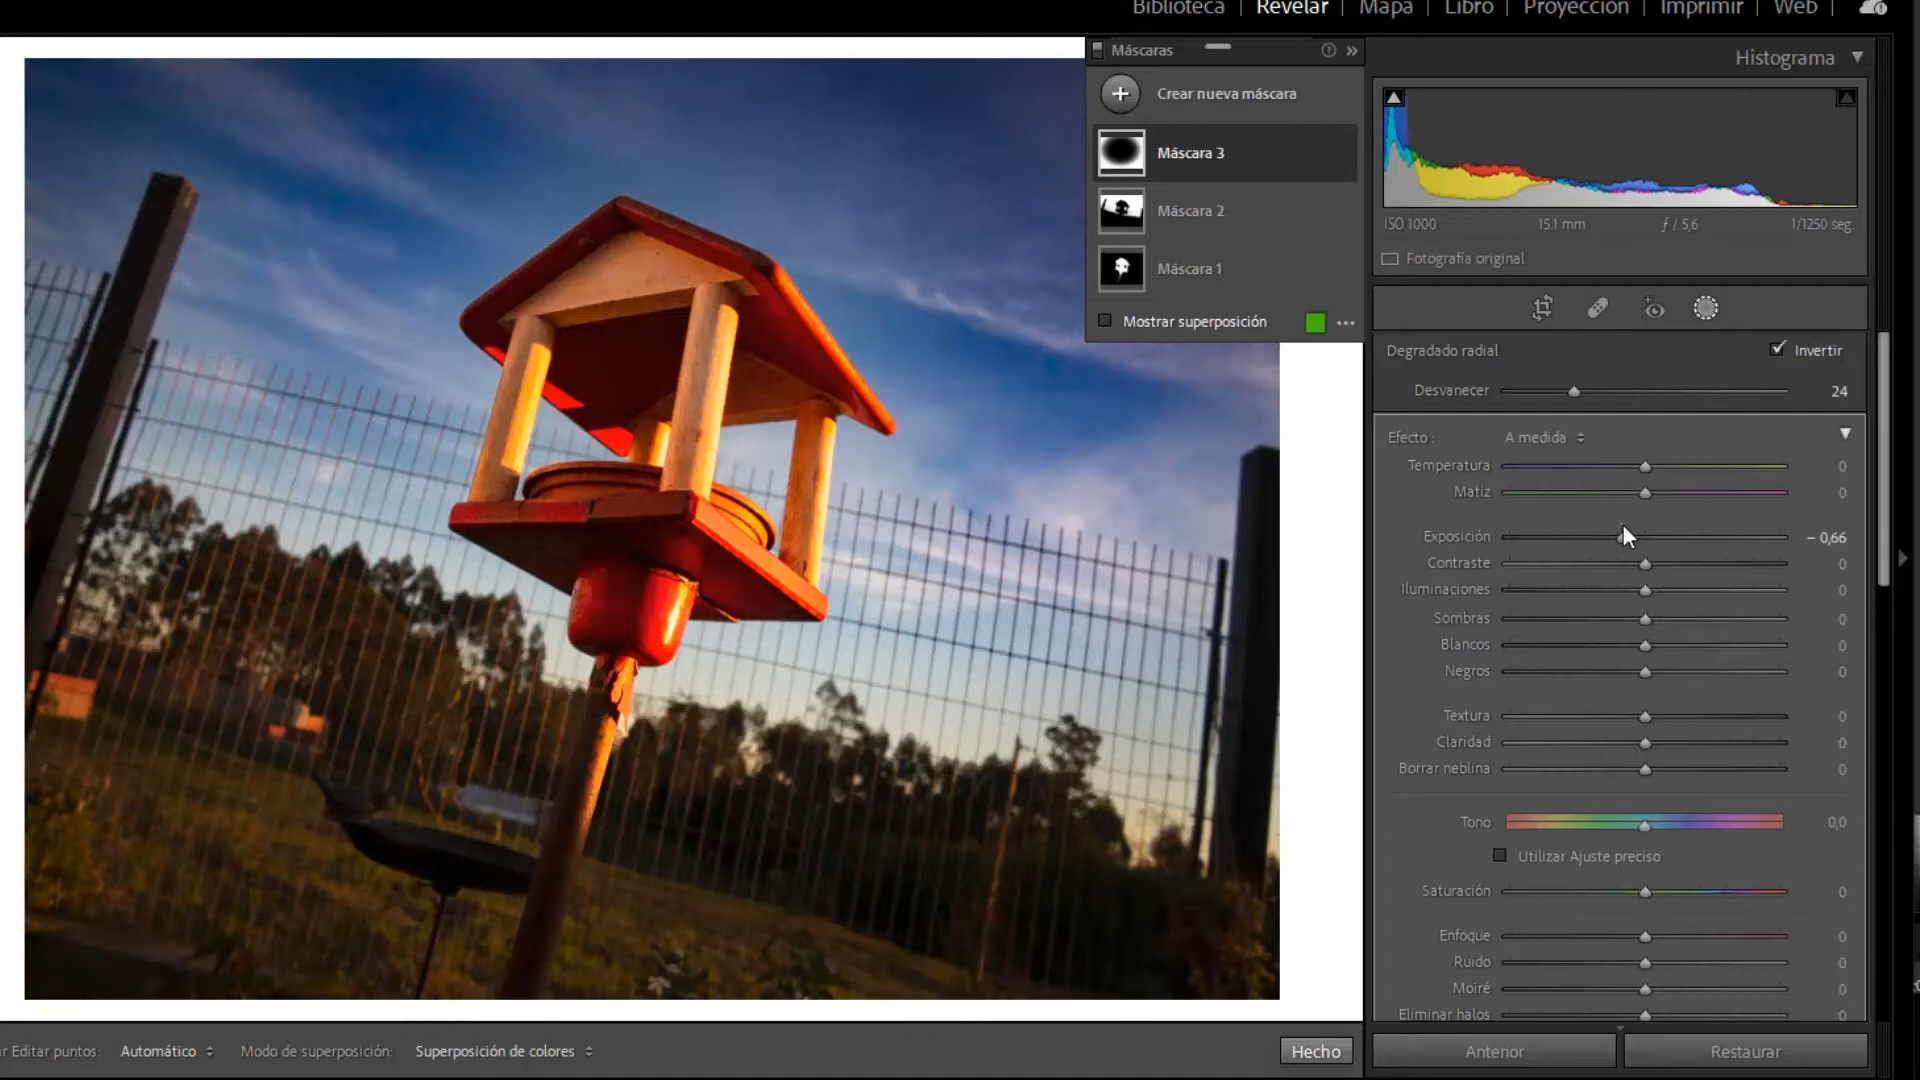 Biblioteca | Revelar | Mapa | Libro | Proyección | Imprimir | Web |
Máscaras
Crear nueva máscara
Máscara 3
Máscara 2
Máscara 1
Mostrar superposición
Histograma
ISO 1000 15.1 mm ƒ / 5,6 1/1250 seg.
Fotografía original
Degradado radial Invertir
Desvanecer 24
Efecto : A medida
Temperatura 0
Matiz 0
Exposición – 0,66
Contraste 0
Iluminaciones 0
Sombras 0
Blancos 0
Negros 0
Textura 0
Claridad 0
Borrar neblina 0
Tono 0,0
Utilizar Ajuste preciso
Saturación 0
Enfoque 0
Ruido 0
Moiré 0
Eliminar halos 0
r Editar puntos: Automático Modo de superposición: Superposición de colores Hecho
Anterior Restaurar